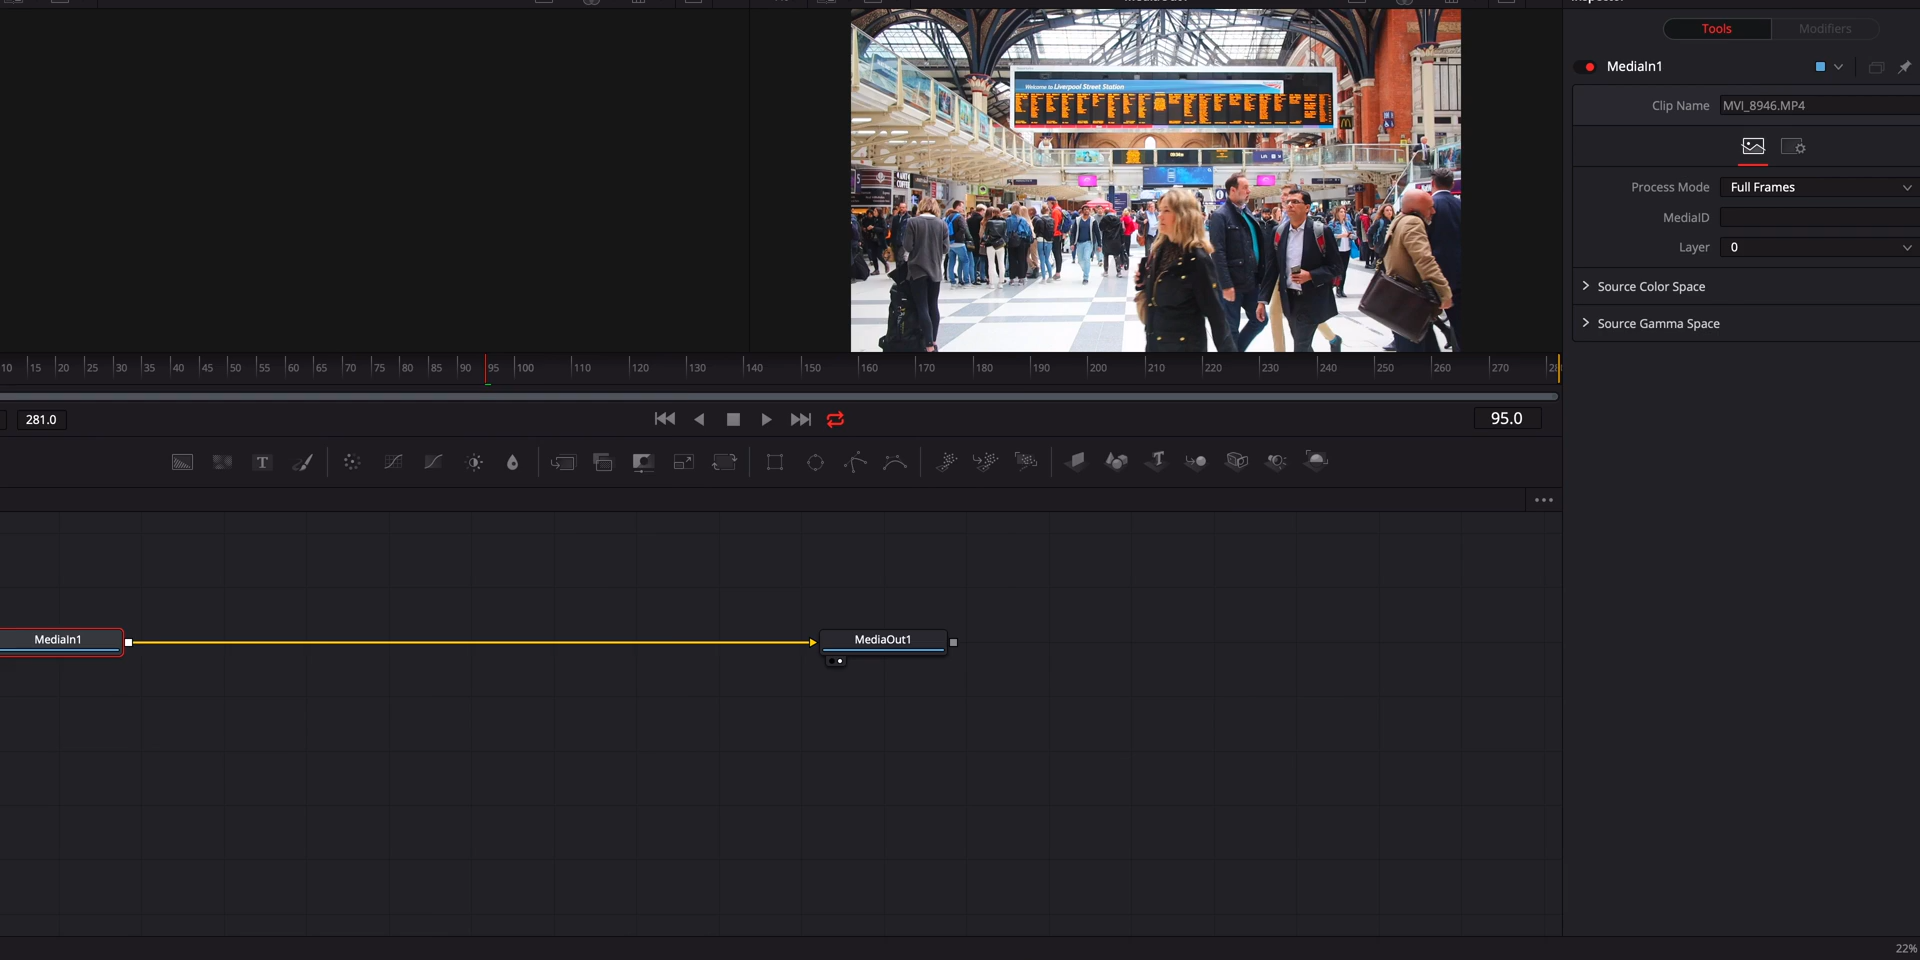 Tools
Modifiers
MediaIn1
Clip Name
MVI_8946.MP4
Welcome to Liverpool Street Station
COFFEE
Process Mode
Full Frames
MediaID
Layer
0
Source Color Space
Source Gamma Space
10 15 20 25 30 35 40 45 50 55 60 65 70 75 80 85 90 95 100 110 120 130 140 150 160 170 180 190 200 210 220 230 240 250 260 270
281.0
95.0
T
T
MediaIn1
MediaOut1
22%